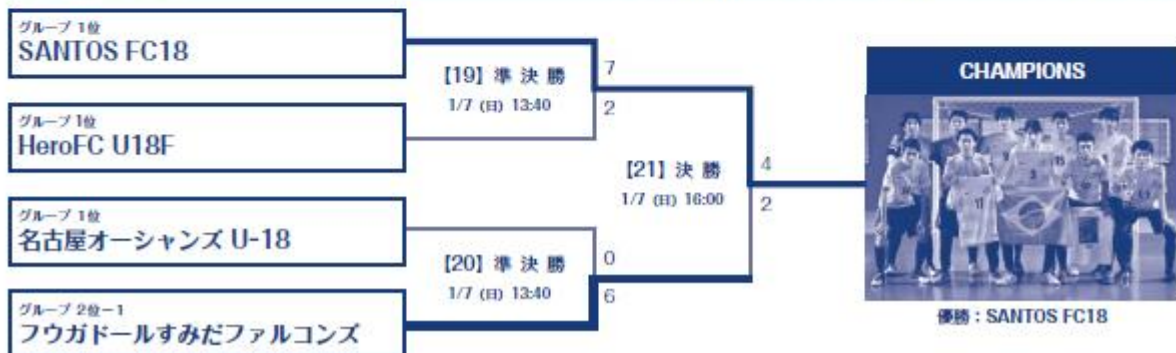 グループ 1位
SANTOS FC18
グループ 1位
HeroFC U18F
グループ 1位
名古屋オーシャンズ U-18
グループ 2位-1
フウガドールすみだファルコンズ
【19】準決勝
1/7 (日) 13:40
7
2
【20】準決勝
1/7 (日) 13:40
0
6
【21】決勝
1/7 (日) 16:00
4
2
CHAMPIONS
優勝：SANTOS FC18